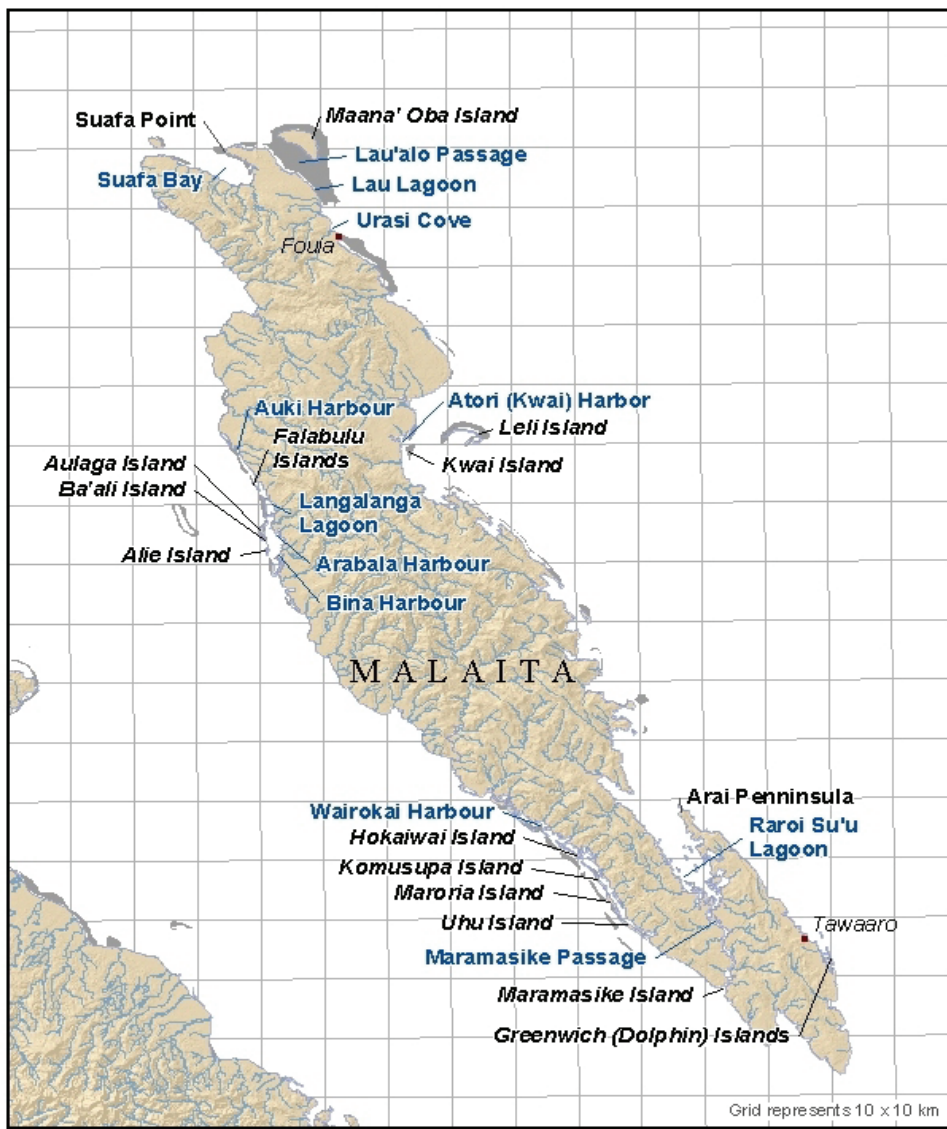 Maana' Oba Island
Suafa Point
Lau'alo Passage
Suafa Bay
Lau Lagoon
Urasi Cove
Fouia
Atori (Kwai) Harbor
Auki Harbour
Leli Island
Falabulu
Islands
Aulaga Island
Kwai Island
Ba'ali Island
Langalanga
Lagoon
Alie Island
Arabala Harbour
Bina Harbour
MALAITA
Arai Penninsula
Wairokai Harbour
Raroi Su'u
Lagoon
Hokaiwai Island
Komusupa Island
Maroria Island
Uhu Island
Tawaaro
Maramasike Passage
Maramasike Island
Greenwich (Dolphin) Islands
Grid represents 10 x 10 km